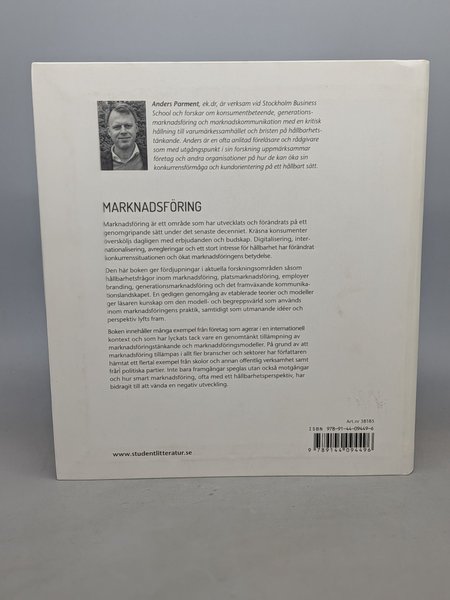 Anders Parment, ek.dr, är verksam vid Stockholm Business
School och forskar om konsumentbeteende, generations-
marknadsföring och marknadskommunikation med en kritisk
hållning till varumärkessamhället och bristen på hållbarhets-
tänkande. Anders är en ofta anlitad föreläsare och rådgivare
som med utgångspunkt i sin forskning uppmärksammar
företag och andra organisationer på hur de kan öka sin
konkurrensförmåga och kundorientering på ett hållbart sätt.
MARKNADSFÖRING
Marknadsföring är ett område som har utvecklats och förändrats på ett
genomgripande sätt under det senaste decenniet. Kräsna konsumenter
översköljs dagligen med erbjudanden och budskap. Digitalisering, inter-
nationalisering, avregleringar och ett stort intresse för hållbarhet har förändrat
konkurrenssituationen och ökat marknadsföringens betydelse.
Den här boken ger fördjupningar i aktuella forskningsområden såsom
hållbarhetsfrågor inom marknadsföring, platsmarknadsföring, employer
branding, generationsmarknadsföring och det framväxande kommunika-
tionslandskapet. En gedigen genomgång av etablerade teorier och modeller
ger läsaren kunskap om den modell- och begreppsvärld som används
inom marknadsföringens praktik, samtidigt som utmanande idéer och
perspektiv lyfts fram.
Boken innehåller många exempel från företag som agerar i en internationell
kontext och som har lyckats tack vare en genomtänkt tillämpning av
marknadsföringstänkande och marknadsföringsmodeller. På grund av att
marknadsföring tillämpas i allt fler branscher och sektorer har författaren
hämtat ett flertal exempel från skolor och annan offentlig verksamhet samt
från politiska partier. Inte bara framgångar speglas utan också motgångar
och hur smart marknadsföring, ofta med ett hållbarhetsperspektiv, har
bidragit till att vända en negativ utveckling.
Art.nr 38185
ISBN 978-91-44-09449-6
www.studentlitteratur.se
9 789144 094496